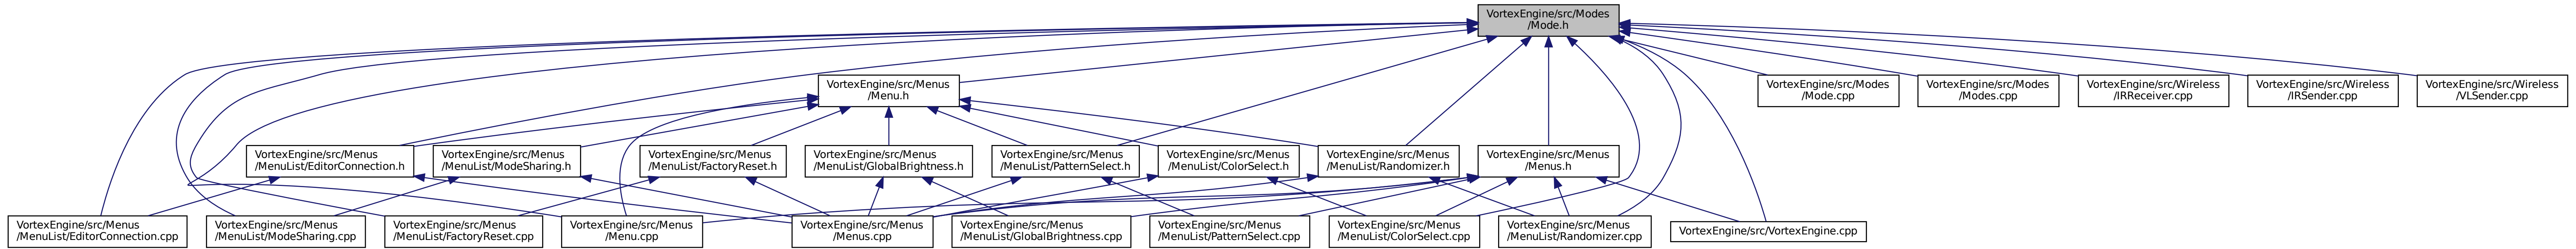 VortexEngine/src/Modes
/Mode.h
VortexEngine/src/Menus
/Menu.h
VortexEngine/src/Modes
/Mode.cpp
VortexEngine/src/Modes
/Modes.cpp
VortexEngine/src/Wireless
/IRReceiver.cpp
VortexEngine/src/Wireless
/IRSender.cpp
VortexEngine/src/Wireless
/VLSender.cpp
VortexEngine/src/Menus
/MenuList/EditorConnection.h
VortexEngine/src/Menus
/MenuList/ModeSharing.h
VortexEngine/src/Menus
/MenuList/FactoryReset.h
VortexEngine/src/Menus
/MenuList/GlobalBrightness.h
VortexEngine/src/Menus
/MenuList/PatternSelect.h
VortexEngine/src/Menus
/MenuList/ColorSelect.h
VortexEngine/src/Menus
/MenuList/Randomizer.h
VortexEngine/src/Menus
/Menus.h
VortexEngine/src/Menus
/MenuList/EditorConnection.cpp
VortexEngine/src/Menus
/MenuList/ModeSharing.cpp
VortexEngine/src/Menus
/MenuList/FactoryReset.cpp
VortexEngine/src/Menus
/Menu.cpp
VortexEngine/src/Menus
/Menus.cpp
VortexEngine/src/Menus
/MenuList/GlobalBrightness.cpp
VortexEngine/src/Menus
/MenuList/PatternSelect.cpp
VortexEngine/src/Menus
/MenuList/ColorSelect.cpp
VortexEngine/src/Menus
/MenuList/Randomizer.cpp
VortexEngine/src/VortexEngine.cpp